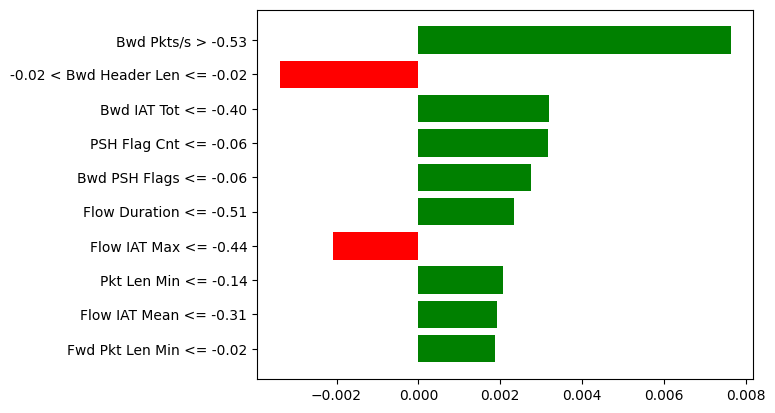 Bwd Pkts/s > -0.53
-0.02 < Bwd Header Len <= -0.02
Bwd IAT Tot <= -0.40
PSH Flag Cnt <= -0.06
Bwd PSH Flags <= -0.06
Flow Duration <= -0.51
Flow IAT Max <= -0.44
Pkt Len Min <= -0.14
Flow IAT Mean <= -0.31
Fwd Pkt Len Min <= -0.02
−0.002 0.000 0.002 0.004 0.006 0.008